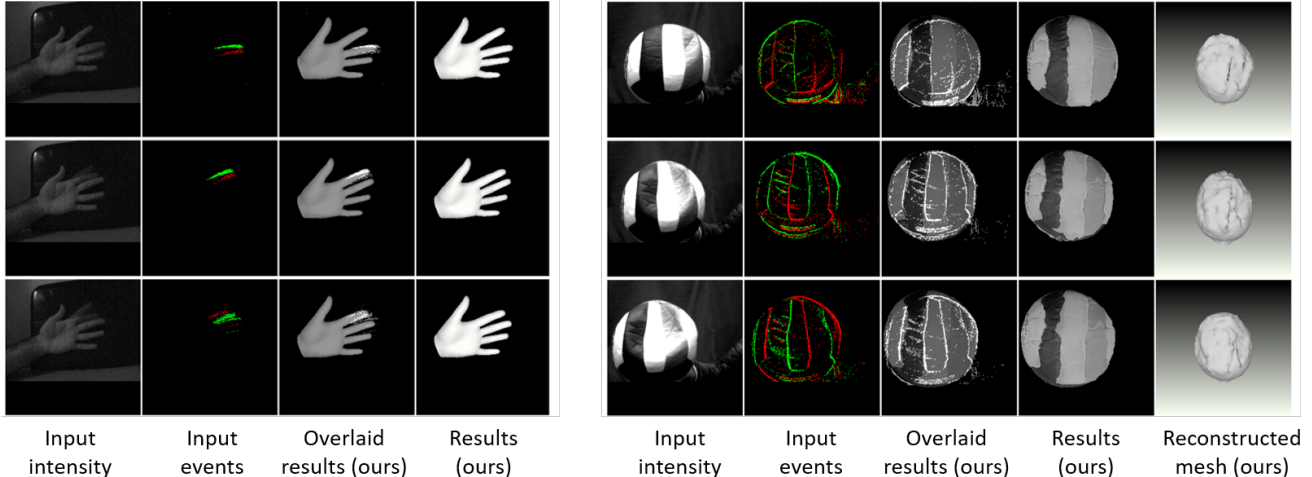 Input
intensity
Input
events
Overlaid
results (ours)
Results
(ours)
Input
intensity
Input
events
Overlaid
results (ours)
Results
(ours)
Reconstructed
mesh (ours)